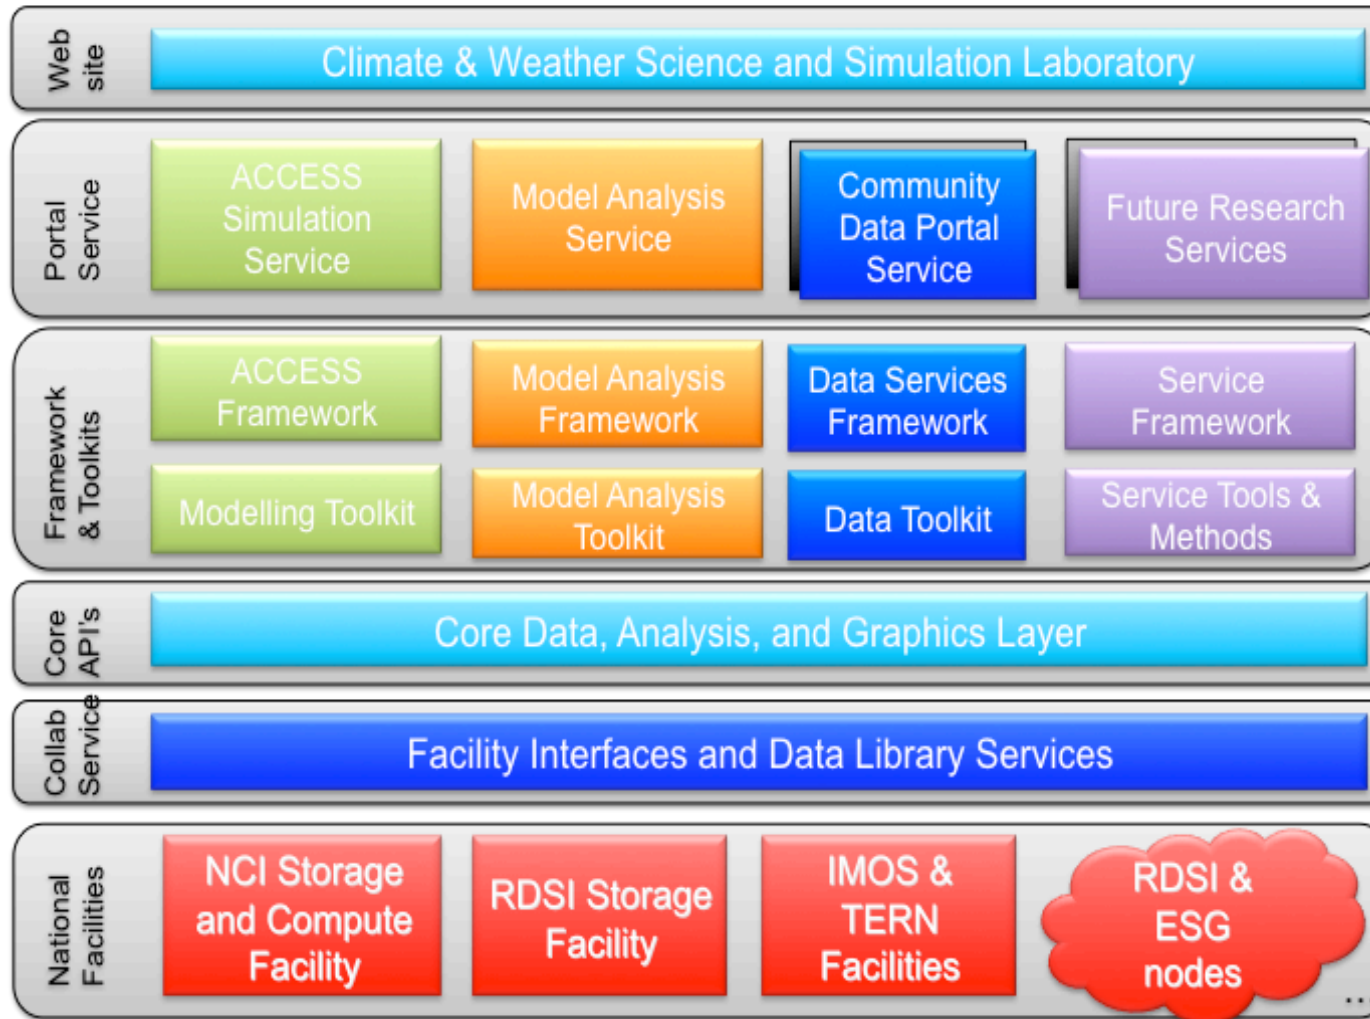 Web
site
Climate & Weather Science and Simulation Laboratory
Portal
Service
ACCESS
Simulation
Service
Model Analysis
Service
Community
Data Portal
Service
Future Research
Services
Framework
& Toolkits
ACCESS
Framework
Model Analysis
Framework
Data Services
Framework
Service
Framework
Modelling Toolkit
Model Analysis
Toolkit
Data Toolkit
Service Tools &
Methods
Core
API's
Core Data, Analysis, and Graphics Layer
Collab
Service
Facility Interfaces and Data Library Services
National
Facilities
NCI Storage
and Compute
Facility
RDSI Storage
Facility
IMOS &
TERN
Facilities
RDSI &
ESG
nodes
...